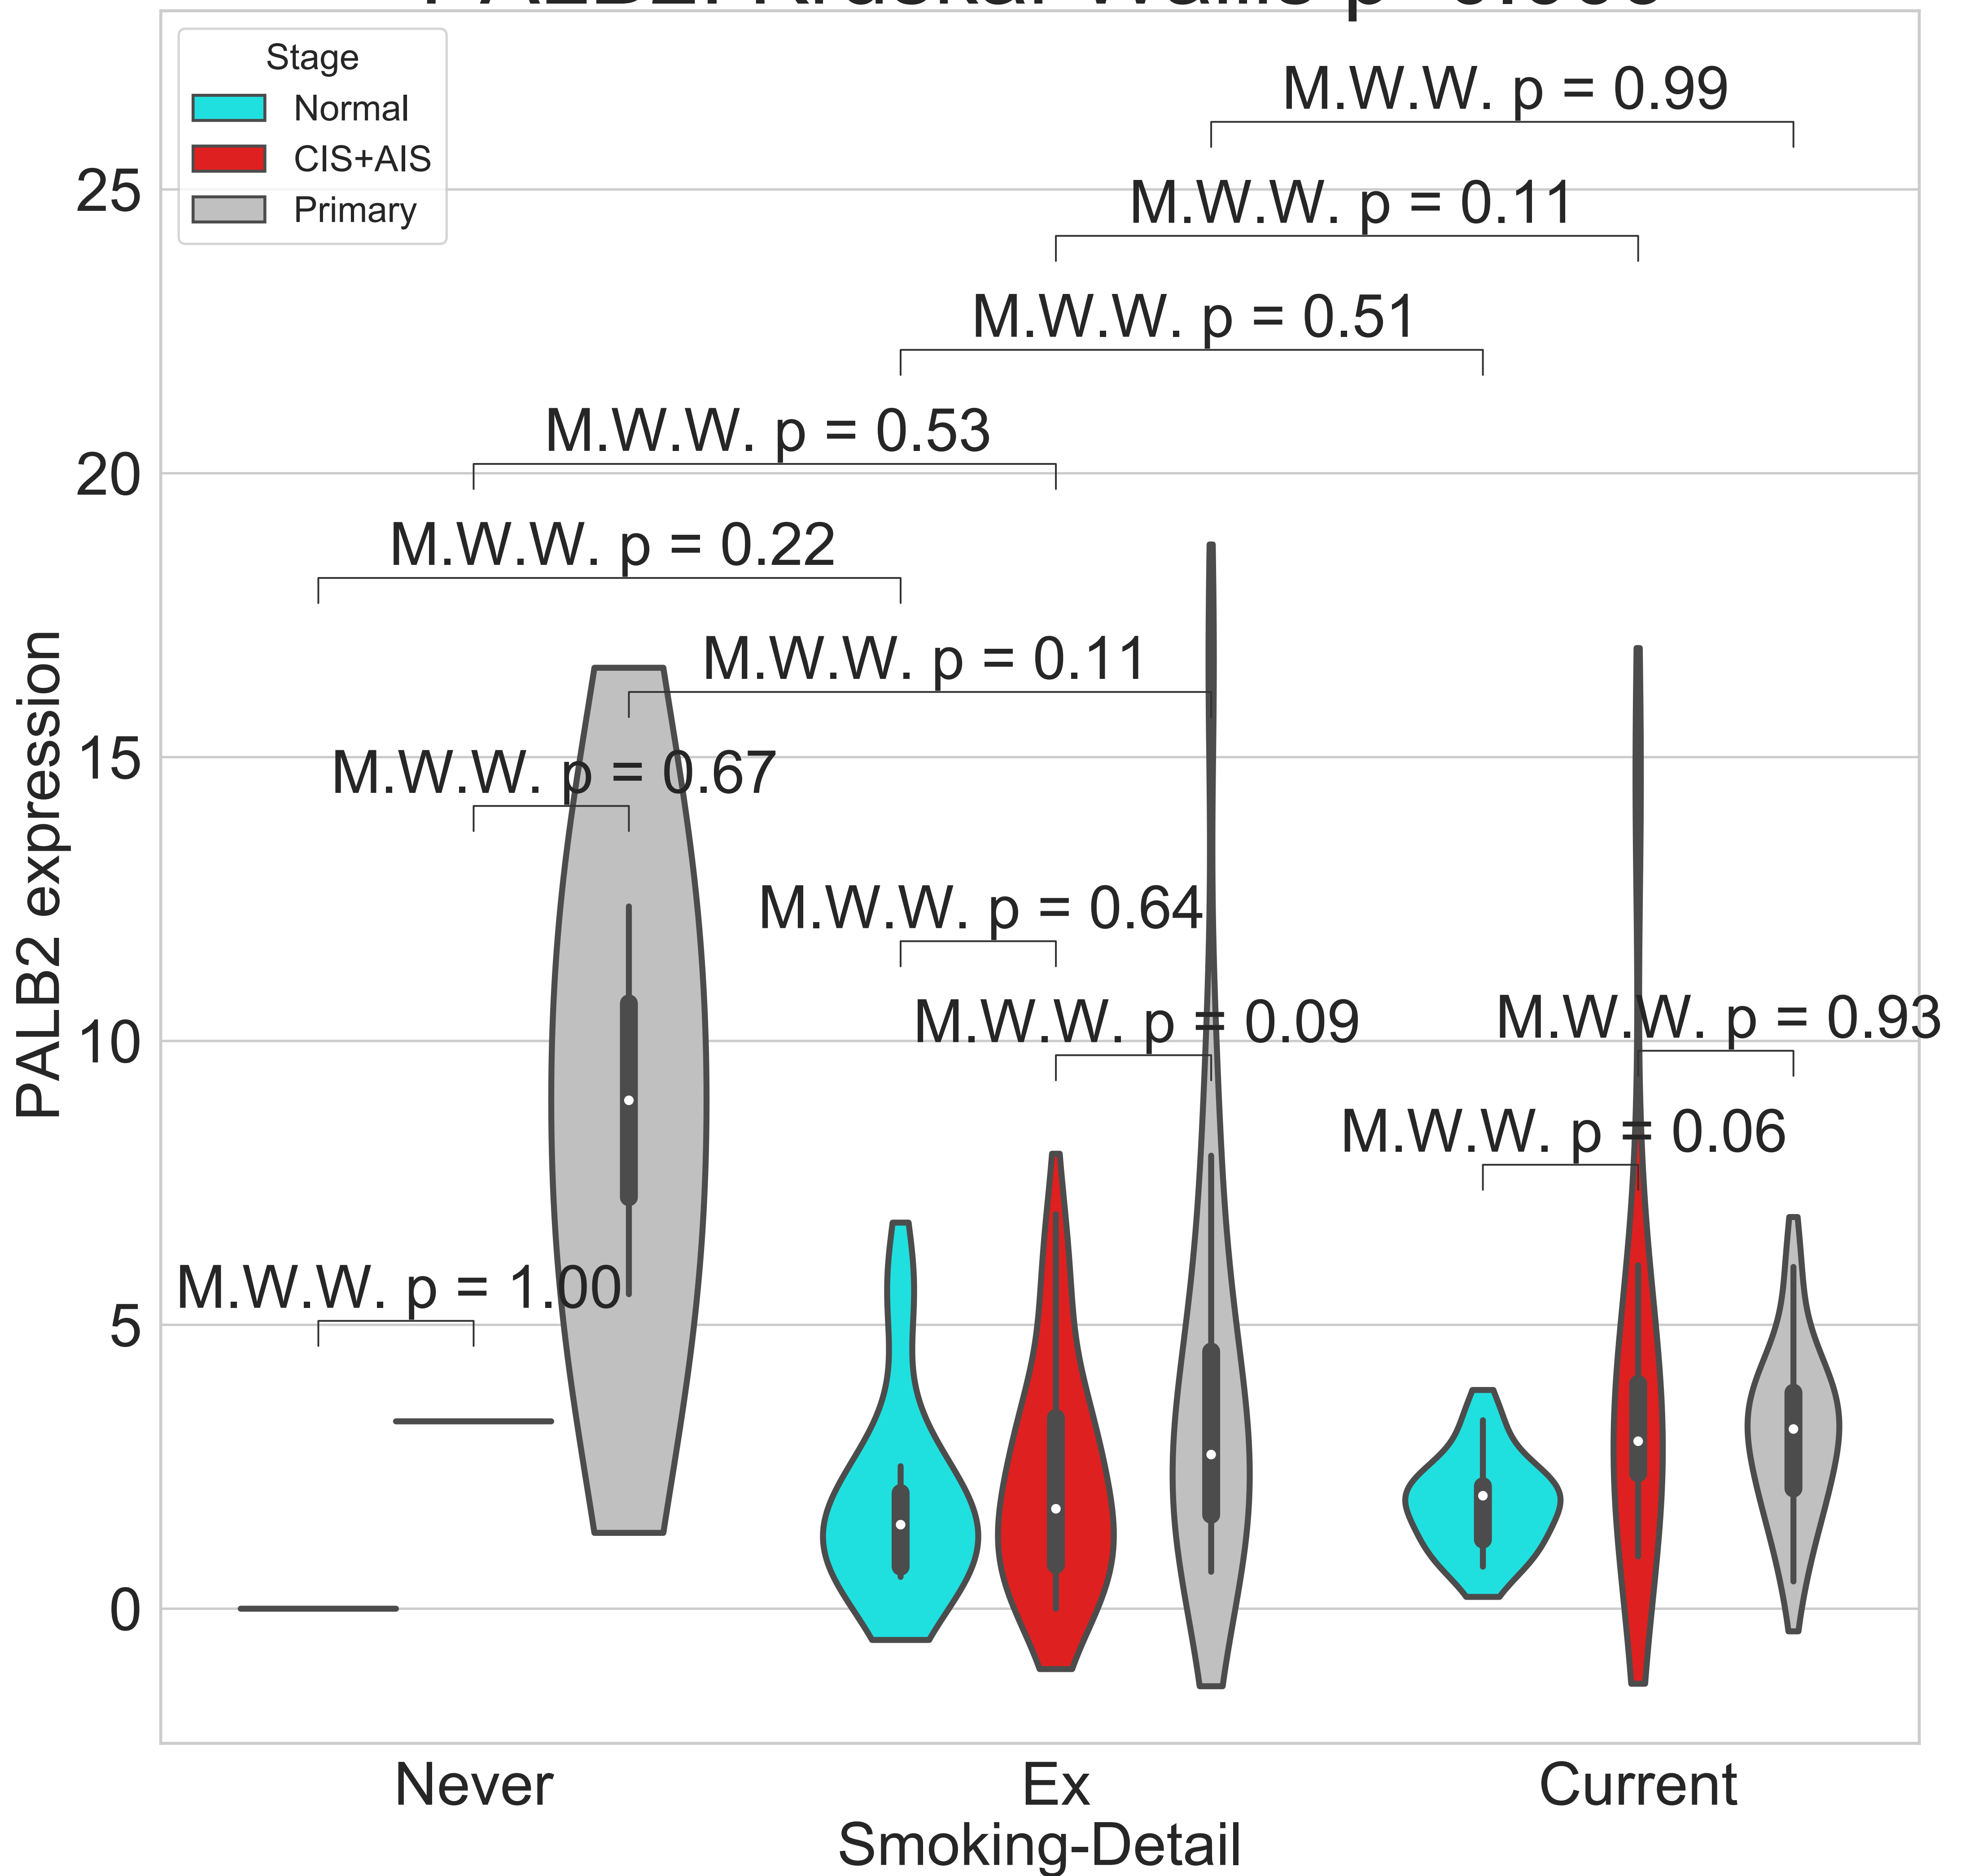 Stage
Normal
CIS+AIS
Primary
M.W.W. p = 0.99
M.W.W. p = 0.11
M.W.W. p = 0.51
M.W.W. p = 0.53
M.W.W. p = 0.22
M.W.W. p = 0.11
M.W.W. p = 0.67
M.W.W. p = 0.64
M.W.W. p = 0.09
M.W.W. p = 0.93
M.W.W. p = 0.06
M.W.W. p = 1.00
25
20
15
10
5
0
PALB2 expression
Never
Ex
Current
Smoking-Detail